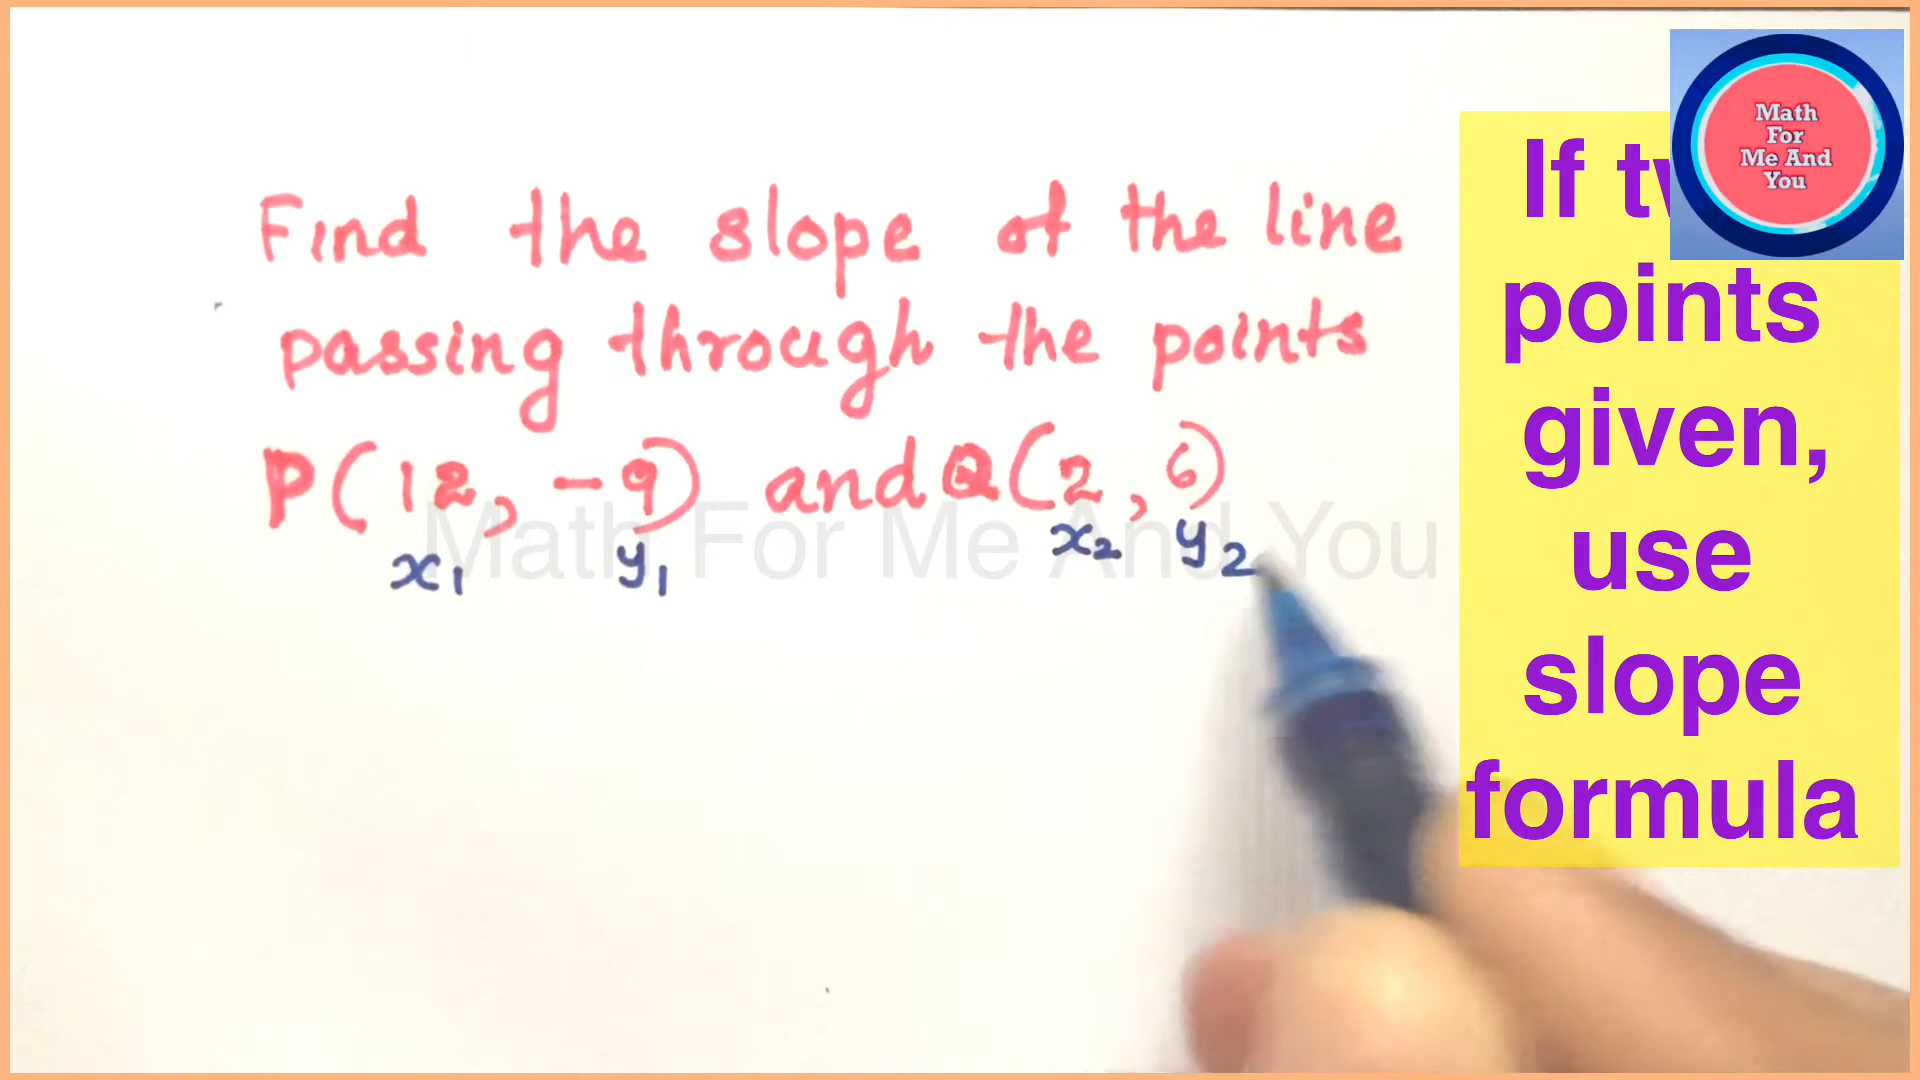 Find the slope of the line
passing through the points
P(12, -9) and Q(2, 6)
x₁ y₁ x₂ y₂
Math For Me And You
If
points
given,
use
slope
formula
Math
For
Me And
You